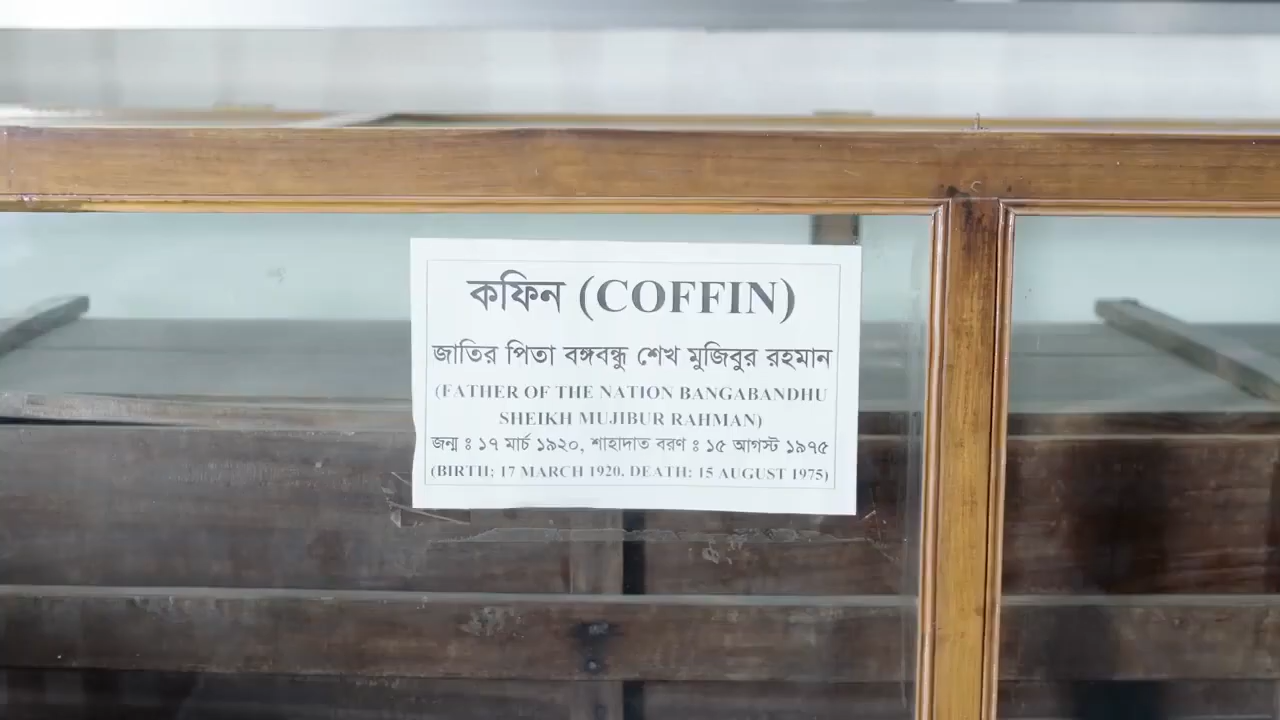 কফিন (COFFIN)
জাতির পিতা বঙ্গবন্ধু শেখ মুজিবুর রহমান
(FATHER OF THE NATION BANGABANDHU
SHEIKH MUJIBUR RAHMAN)
জন্ম ঃ ১৭ মার্চ ১৯২০, শাহাদাত বরণ ঃ ১৫ আগস্ট ১৯৭৫
(BIRTH: 17 MARCH 1920. DEATH: 15 AUGUST 1975)